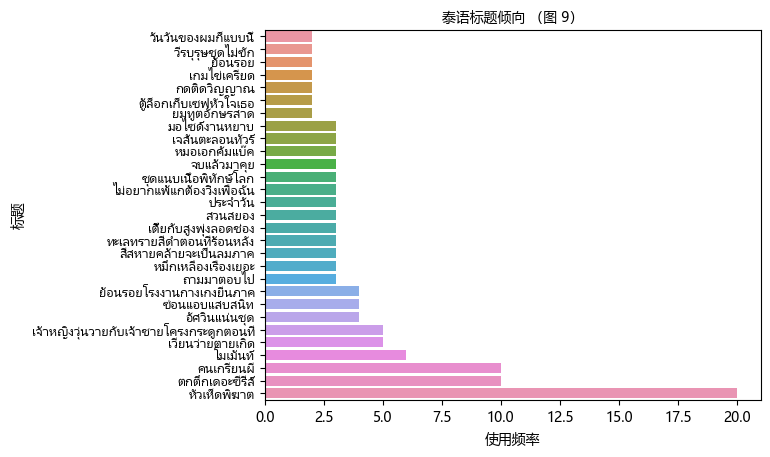 泰语标题倾向 （图 9）
วันวันของผมก็แบบนี้
วีรบุรุษชุดไม่ซัก
ย้อนรอย
เกมไข่เครียด
กดติดวิญญาณ
ตู้ล็อกเก็บเซฟหัวใจเธอ
ยมทูตอักษรสาด
มอไซด์งานหยาบ
เจสันตะลอนทัวร์
หมอเอกคัมแบ๊ค
จบแล้วมาคุย
ชุดแนบเนื้อพิทักษ์โลก
ไม่อยากแพ้แกต้องวิ่งเพื่อฉัน
ประจำวัน
สวนสยอง
เตี้ยกับสูงพุงลอดช่อง
ทะเลทรายสีดำตอนที่ร้อนหลัง
สี่สหายคล้ายจะเป็นลมภาค
หมึกเหลืองเรืองเยอะ
ถามมาตอบไป
ย้อนรอยโรงงานกางเกงยีนภาค
ซ่อนแอบแสบสนิท
อัศวินแน่นชุด
เจ้าหญิงวุ่นวายกับเจ้าชายโครงกระดูกตอนที่
เวียนว่ายตายเกิด
โมเม้นท์
คนเกรียนผี
ตกตึกเดอะซีรีส์
หัวเห็ดพิฆาต
标题
0.0 2.5 5.0 7.5 10.0 12.5 15.0 17.5 20.0
使用频率